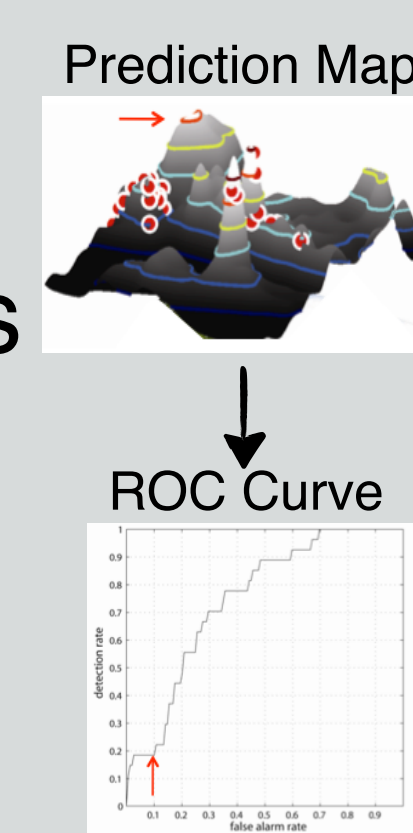 Prediction Map
s
ROC Curve
1
0.9
0.8
0.7
0.6
0.5
0.4
0.3
0.2
0.1
0
detection rate
0.1 0.2 0.3 0.4 0.5 0.6 0.7 0.8 0.9
false alarm rate